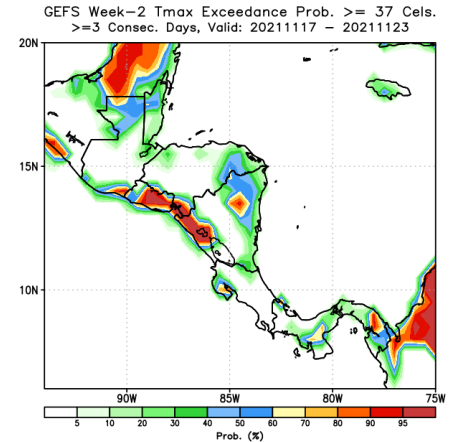 GEFS Week-2 Tmax Exceedance Prob. >= 37 Cels.
>=3 Consec. Days, Valid: 20211117 - 20211123
20N
15N
10N
90W 85W 80W 75W
5 10 20 30 40 50 60 70 80 90 95
Prob. (%)